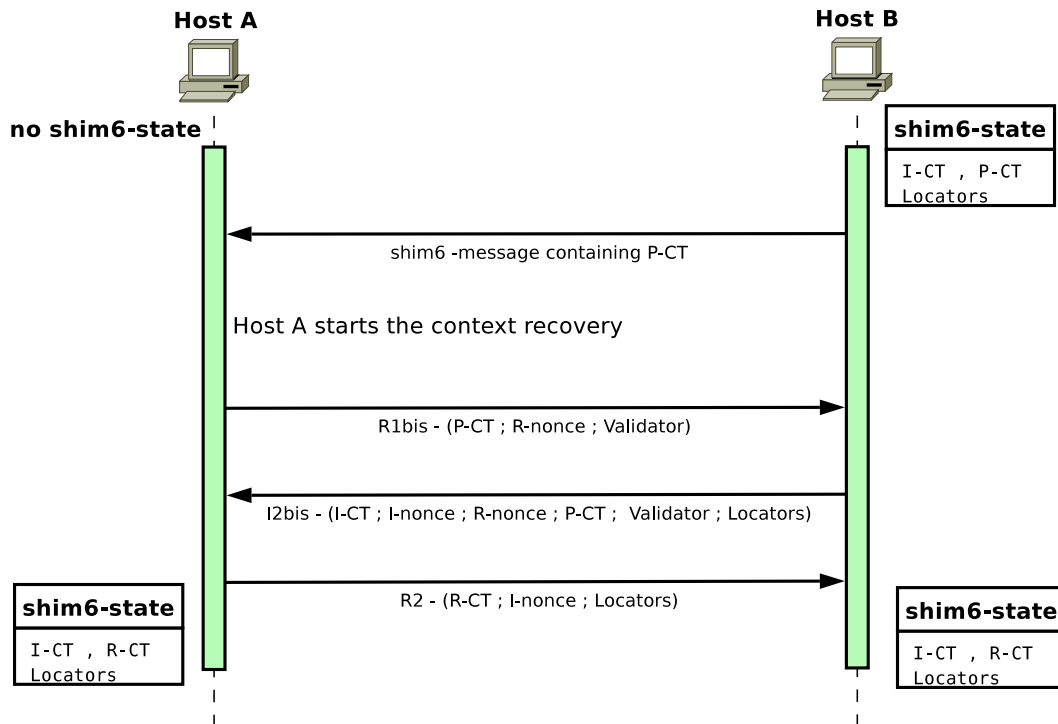 Host A
Host B
no shim6-state
shim6-state
I-CT , P-CT
Locators
shim6 -message containing P-CT
Host A starts the context recovery
R1bis - (P-CT ; R-nonce ; Validator)
I2bis - (I-CT ; I-nonce ; R-nonce ; P-CT ;  Validator ; Locators)
R2 - (R-CT ; I-nonce ; Locators)
shim6-state
I-CT , R-CT
Locators
shim6-state
I-CT , R-CT
Locators